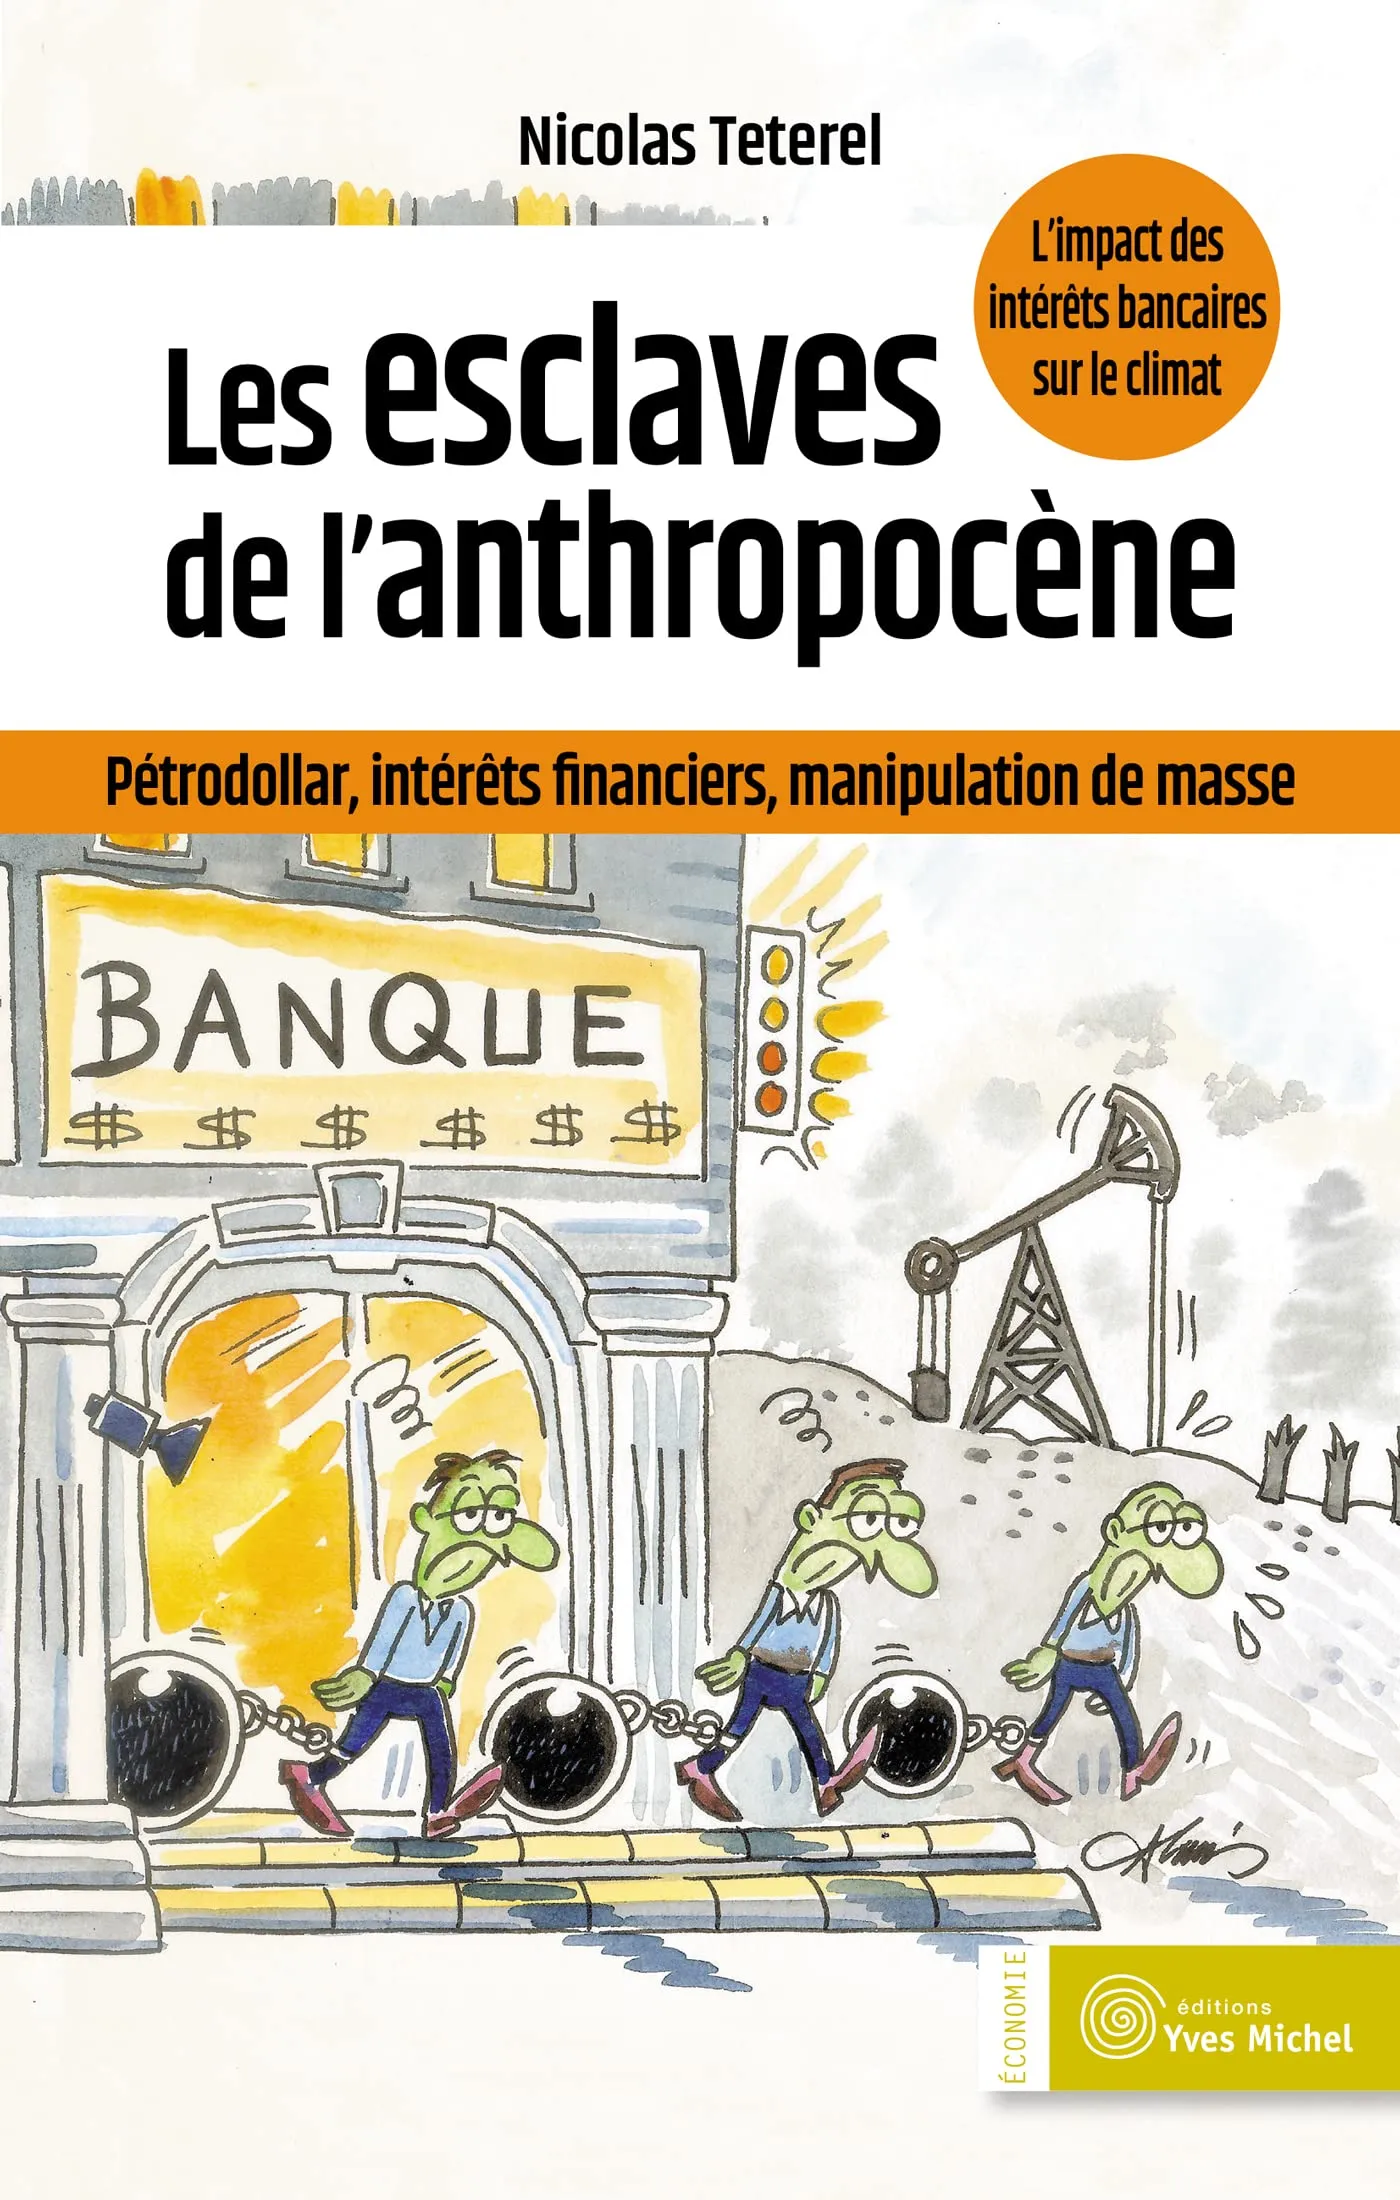 Nicolas Teterel
L'impact des
intérêts bancaires
sur le climat
Les esclaves
de l'anthropocène
Pétrodollar, intérêts financiers, manipulation de masse
BANQUE
$ $ $ $ $ $
ÉCONOMIE
éditions
Yves Michel